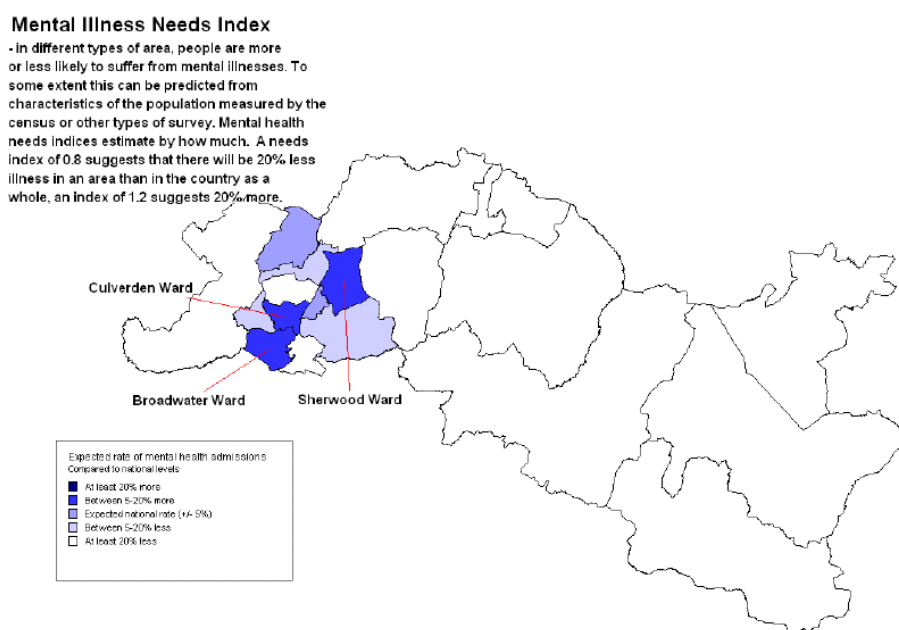 Mental Illness Needs Index
- in different types of area, people are more
or less likely to suffer from mental illnesses. To
some extent this can be predicted from
characteristics of the population measured by the
census or other types of survey. Mental health
needs indices estimate by how much.  A needs
index of 0.8 suggests that there will be 20% less
illness in an area than in the country as a
whole, an index of 1.2 suggests 20% more.
Culverden Ward
Broadwater Ward
Sherwood Ward
Expected rate of mental health admissions
Compared to national levels
At least 20% more
Between 5-20% more
Expected national rate (+/- 5%)
Between 5-20% less
At least 20% less